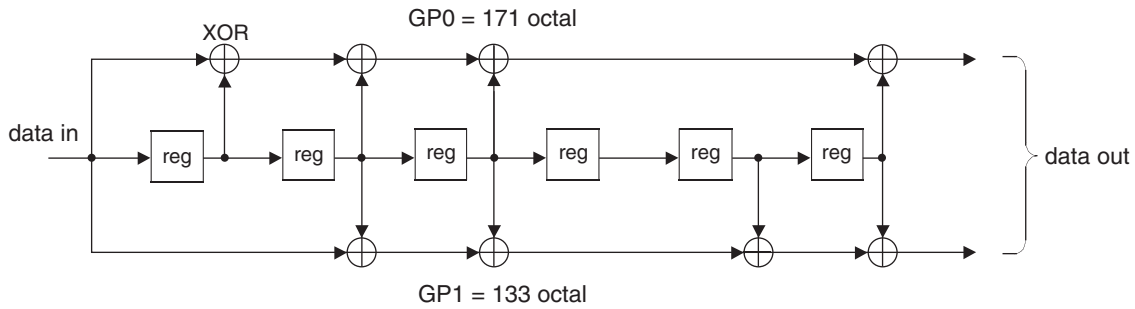 GP0 = 171 octal
XOR
data in
reg
reg
reg
reg
reg
reg
data out
GP1 = 133 octal